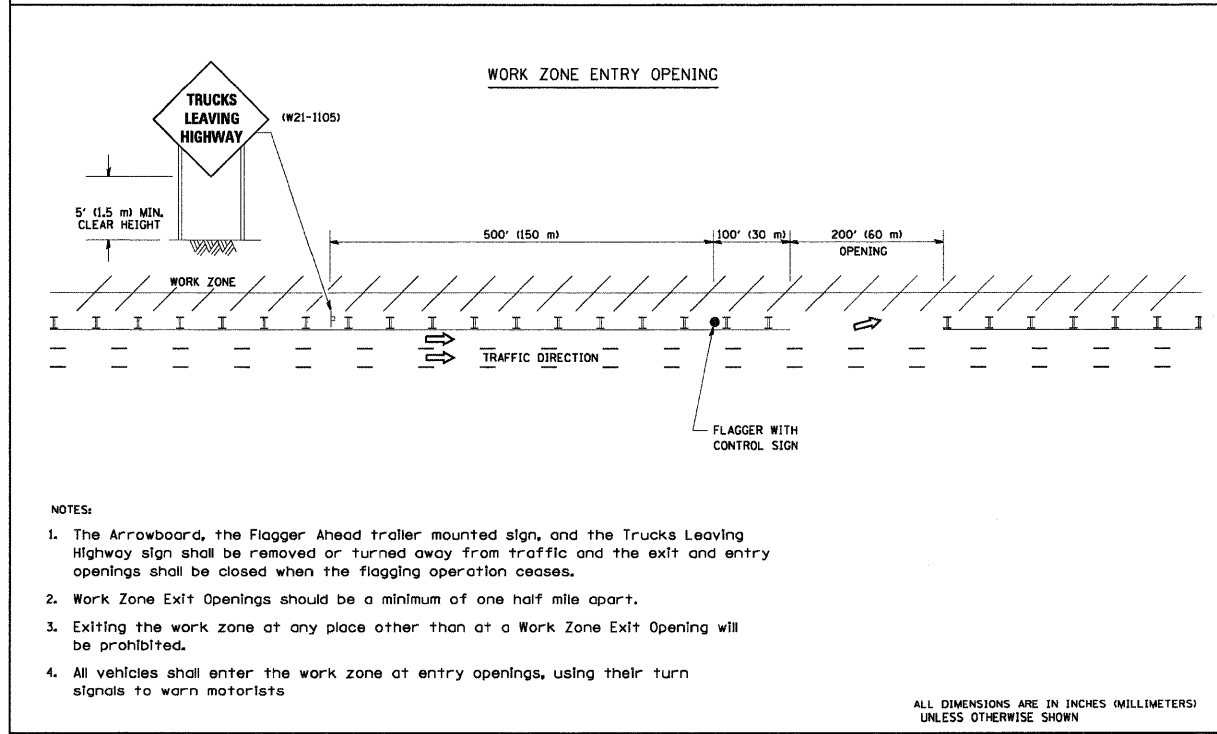 WORK ZONE ENTRY OPENING
TRUCKS
LEAVING
HIGHWAY
(W21-1105)
5' (1.5 m) MIN.
CLEAR HEIGHT
500' (150 m)
100' (30 m)
200' (60 m)
OPENING
WORK ZONE
TRAFFIC DIRECTION
FLAGGER WITH
CONTROL SIGN
NOTES:
1. The Arrowboard, the Flagger Ahead trailer mounted sign, and the Trucks Leaving
Highway sign shall be removed or turned away from traffic and the exit and entry
openings shall be closed when the flagging operation ceases.
2. Work Zone Exit Openings should be a minimum of one half mile apart.
3. Exiting the work zone at any place other than at a Work Zone Exit Opening will
be prohibited.
4. All vehicles shall enter the work zone at entry openings, using their turn
signals to warn motorists
ALL DIMENSIONS ARE IN INCHES (MILLIMETERS)
UNLESS OTHERWISE SHOWN